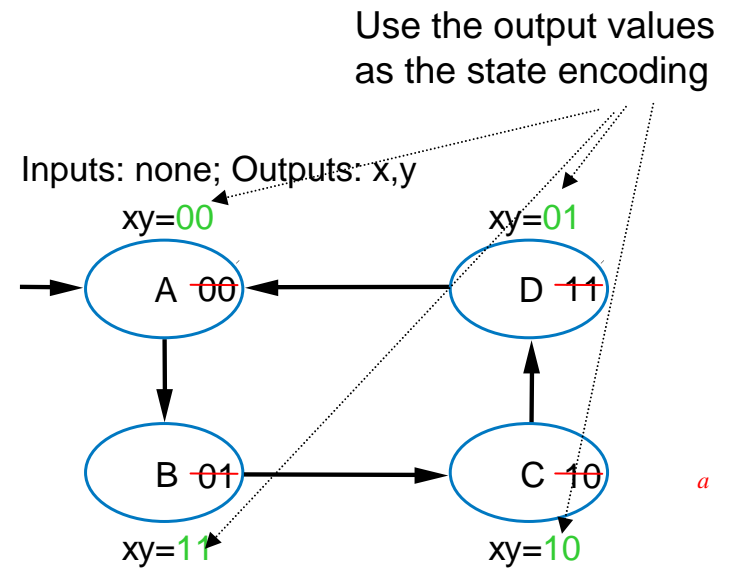 Use the output values
as the state encoding
Inputs: none; Outputs: x,y
xy=00
xy=01
A 00
D 11
B 01
C 10
a
xy=11
xy=10